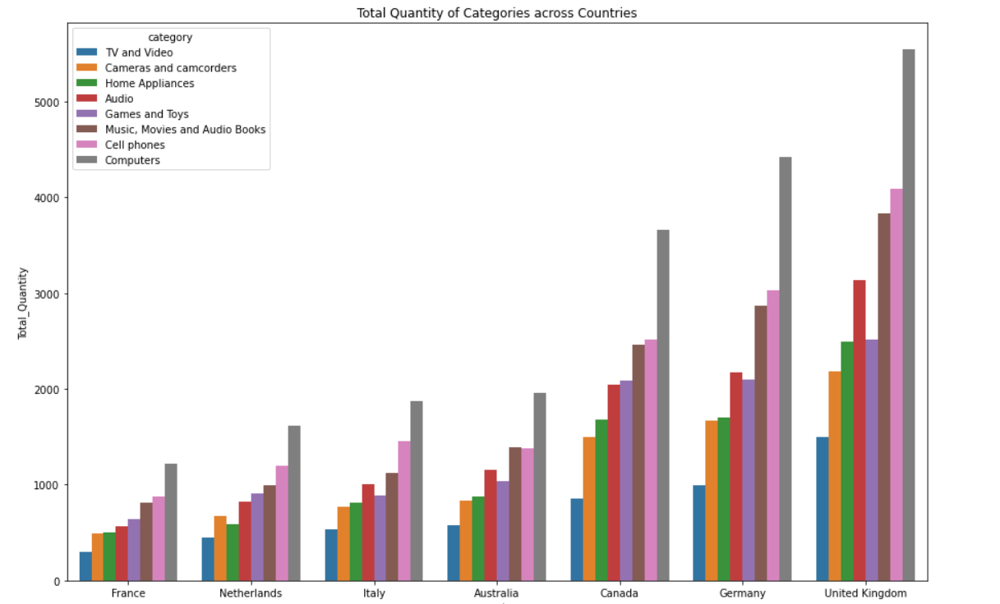 Total Quantity of Categories across Countries
category
TV and Video
Cameras and camcorders
Home Appliances
Audio
Games and Toys
Music, Movies and Audio Books
Cell phones
Computers
Total_Quantity
5000
4000
3000
2000
1000
0
France Netherlands Italy Australia Canada Germany United Kingdom